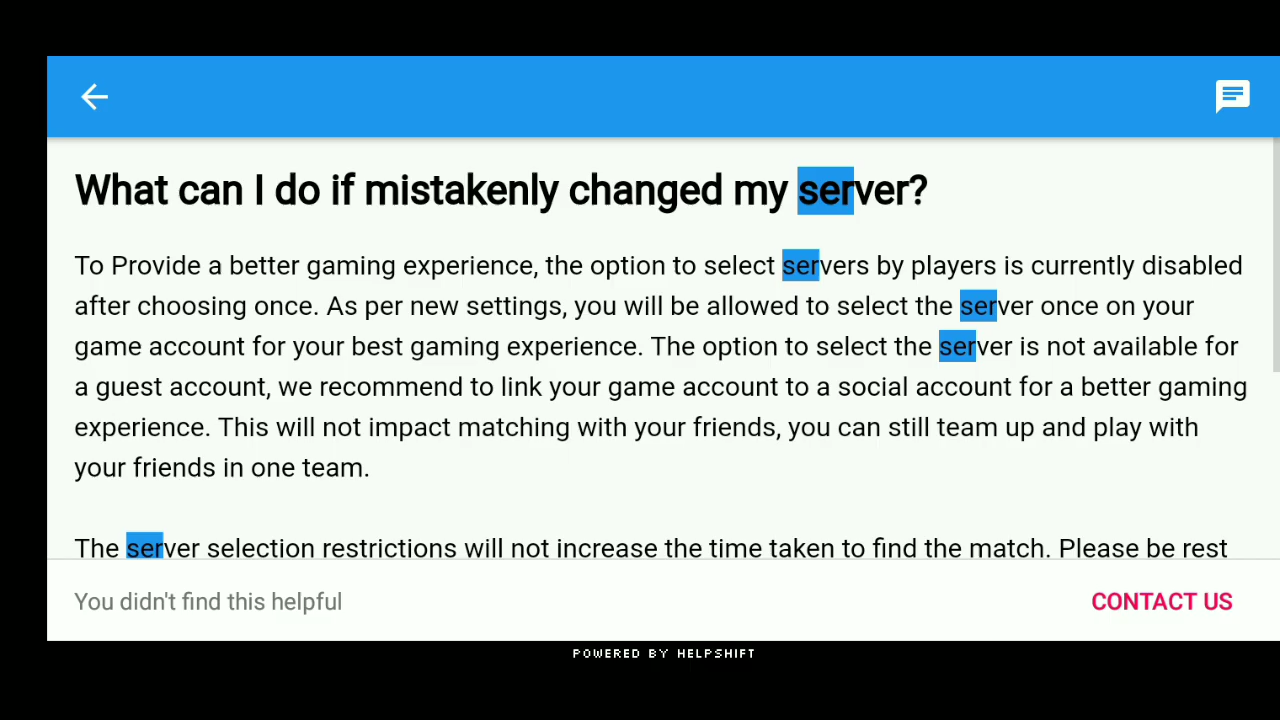 What can I do if mistakenly changed my server?
To Provide a better gaming experience, the option to select servers by players is currently disabled
after choosing once. As per new settings, you will be allowed to select the server once on your
game account for your best gaming experience. The option to select the server is not available for
a guest account, we recommend to link your game account to a social account for a better gaming
experience. This will not impact matching with your friends, you can still team up and play with
your friends in one team.
The server selection restrictions will not increase the time taken to find the match. Please be rest
You didn't find this helpful
CONTACT US
POWERED BY HELPSHIFT